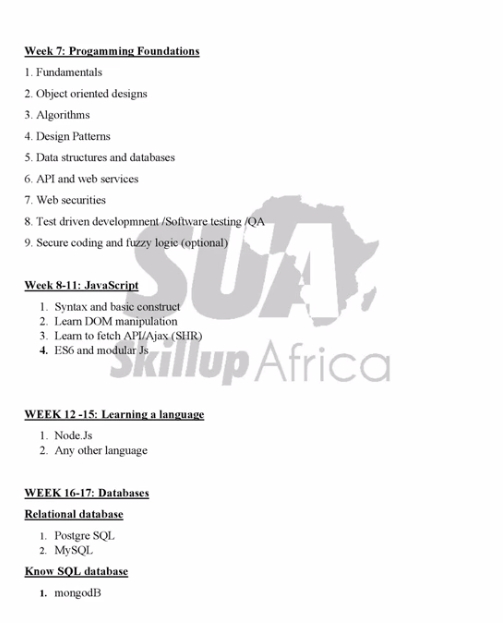 Week 7: Progamming Foundations
1. Fundamentals
2. Object oriented designs
3. Algorithms
4. Design Patterns
5. Data structures and databases
6. API and web services
7. Web securities
8. Test driven developmnent /Software testing /QA
9. Secure coding and fuzzy logic (optional)
SUA
Skillup Africa
Week 8-11: JavaScript
1. Syntax and basic construct
2. Learn DOM manipulation
3. Learn to fetch API/Ajax (SHR)
4. ES6 and modular Js
WEEK 12 -15: Learning a language
1. Node.Js
2. Any other language
WEEK 16-17: Databases
Relational database
1. Postgre SQL
2. MySQL
Know SQL database
1. mongodB